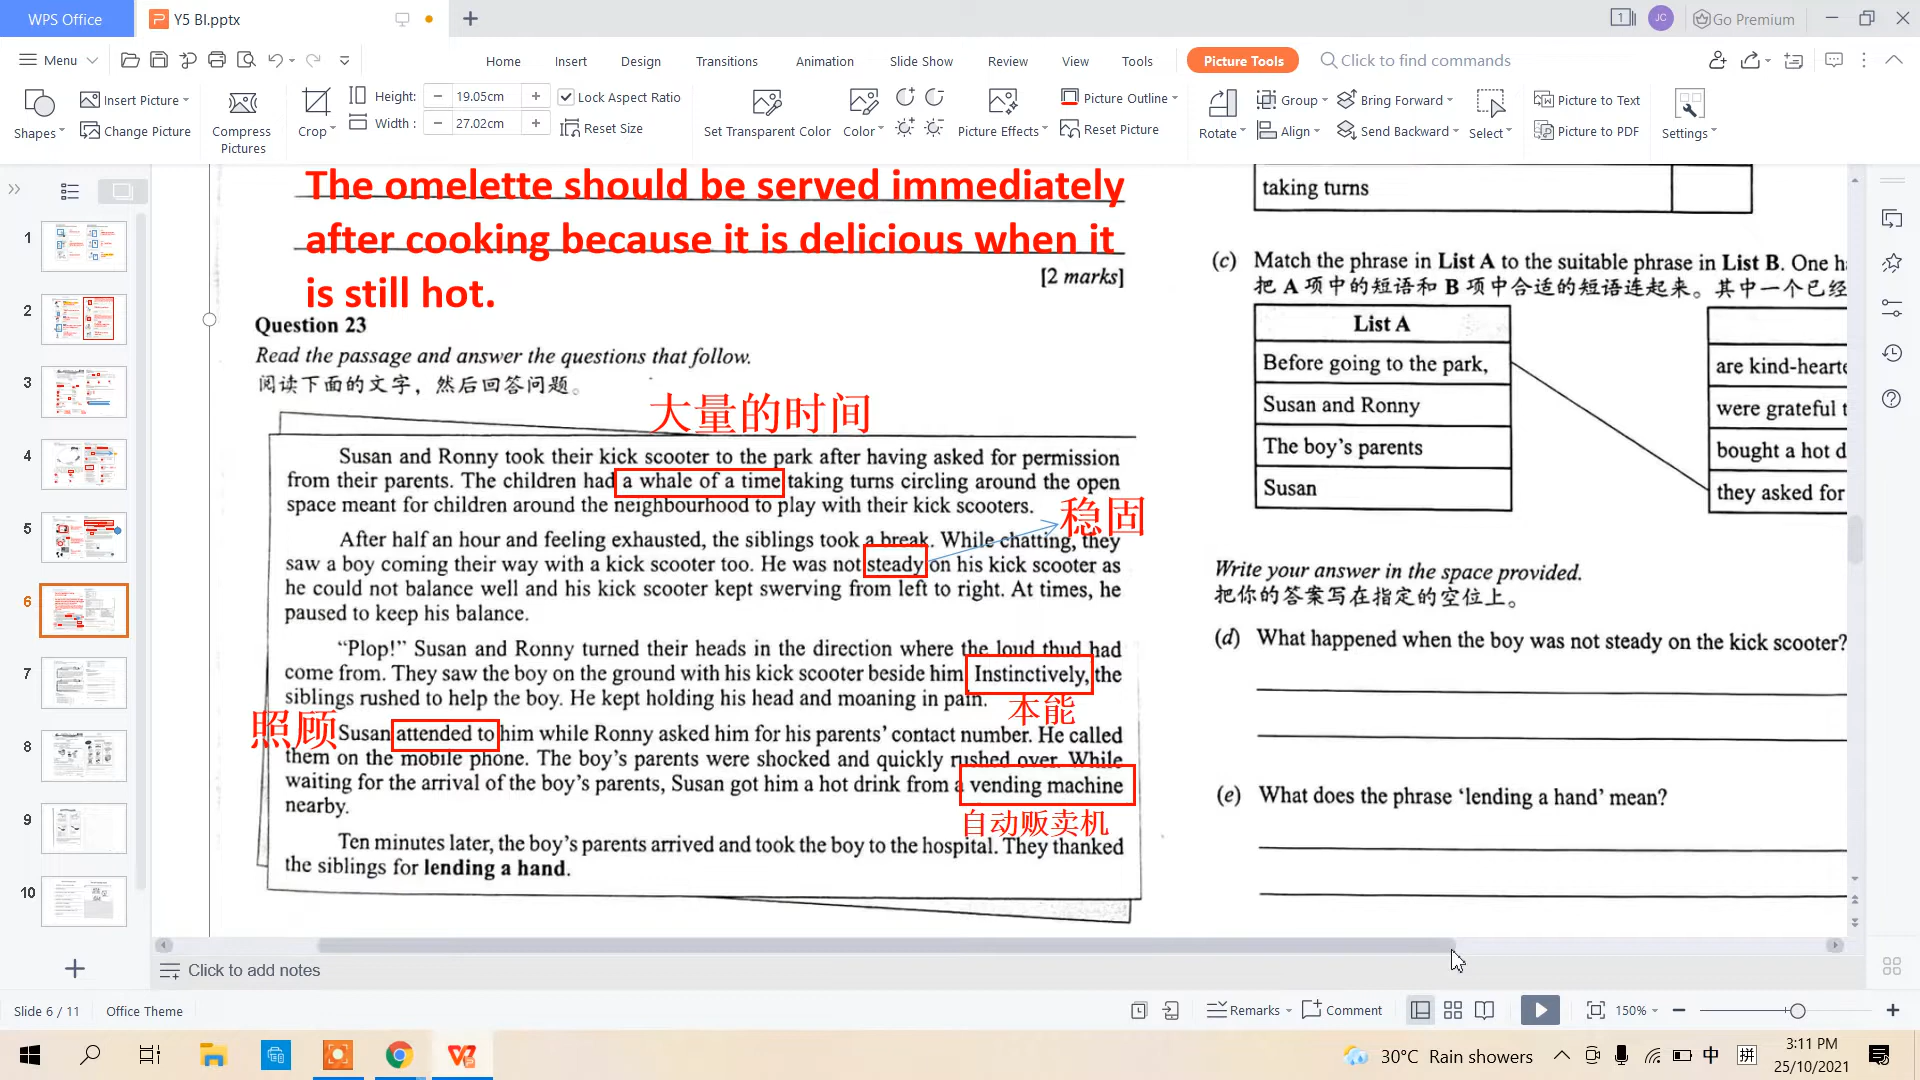 WPS Office
Y5 BI.pptx
1
JC
Go Premium
Menu
Home
Insert
Design
Transitions
Animation
Slide Show
Review
View
Tools
Picture Tools
Click to find commands
Shapes
Insert Picture
Change Picture
Compress Pictures
Crop
Height: 19.05cm
Width : 27.02cm
Lock Aspect Ratio
Reset Size
Set Transparent Color
Color
Picture Effects
Picture Outline
Reset Picture
Rotate
Group
Align
Bring Forward
Send Backward
Select
Picture to Text
Picture to PDF
Settings
1
2
3
4
5
6
7
8
9
10
The omelette should be served immediately
after cooking because it is delicious when it
is still hot.
[2 marks]
Question 23
Read the passage and answer the questions that follow.
阅读下面的文字，然后回答问题。
大量的时间
Susan and Ronny took their kick scooter to the park after having asked for permission
from their parents. The children had a whale of a time taking turns circling around the open
space meant for children around the neighbourhood to play with their kick scooters.
稳固
After half an hour and feeling exhausted, the siblings took a break. While chatting, they
saw a boy coming their way with a kick scooter too. He was not steady on his kick scooter as
he could not balance well and his kick scooter kept swerving from left to right. At times, he
paused to keep his balance.
“Plop!” Susan and Ronny turned their heads in the direction where the loud thud had
come from. They saw the boy on the ground with his kick scooter beside him Instinctively, the
siblings rushed to help the boy. He kept holding his head and moaning in pain.
本能
照顾
Susan attended to him while Ronny asked him for his parents’ contact number. He called
them on the mobile phone. The boy’s parents were shocked and quickly rushed over. While
waiting for the arrival of the boy’s parents, Susan got him a hot drink from a vending machine
nearby.
自动贩卖机
Ten minutes later, the boy’s parents arrived and took the boy to the hospital. They thanked
the siblings for lending a hand.
taking turns
(c) Match the phrase in List A to the suitable phrase in List B. One h
把 A 项中的短语和 B 项中合适的短语连起来。其中一个已经
List A
Before going to the park,
Susan and Ronny
The boy’s parents
Susan
are kind-hearte
were grateful t
bought a hot d
they asked for
Write your answer in the space provided.
把你的答案写在指定的空位上。
(d) What happened when the boy was not steady on the kick scooter?
(e) What does the phrase ‘lending a hand’ mean?
Click to add notes
Slide 6 / 11
Office Theme
Remarks
Comment
150%
30°C Rain showers
中
拼
3:11 PM
25/10/2021